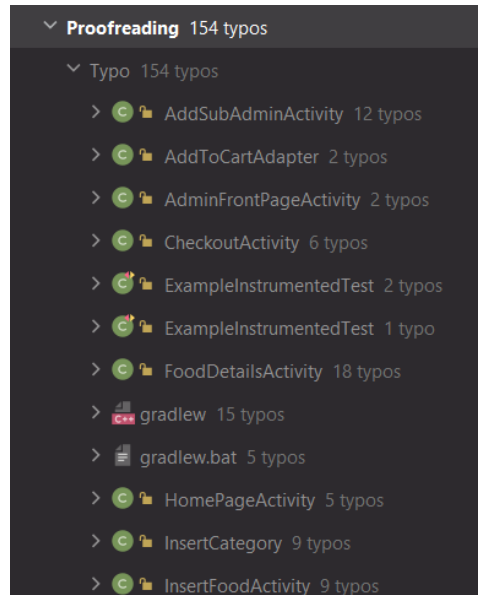 Proofreading 154 typos
Typo 154 typos
C AddSubAdminActivity 12 typos
C AddToCartAdapter 2 typos
C AdminFrontPageActivity 2 typos
C CheckoutActivity 6 typos
C ExampleInstrumentedTest 2 typos
C ExampleInstrumentedTest 1 typo
C FoodDetailsActivity 18 typos
C++ gradlew 15 typos
gradlew.bat 5 typos
C HomePageActivity 5 typos
C InsertCategory 9 typos
C InsertFoodActivity 9 typos